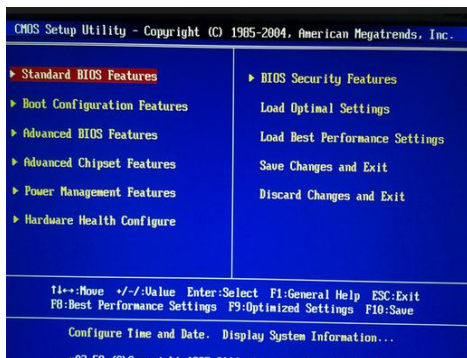 CMOS Setup Utility - Copyright (C) 1985-2004, American Megatrends, Inc.
▶ Standard BIOS Features
▶ Boot Configuration Features
▶ Advanced BIOS Features
▶ Advanced Chipset Features
▶ Power Management Features
▶ Hardware Health Configure
▶ BIOS Security Features
Load Optimal Settings
Load Best Performance Settings
Save Changes and Exit
Discard Changes and Exit
↑↓←→:Move +/-/:Value Enter:Select F1:General Help ESC:Exit
F8:Best Performance Settings F9:Optimized Settings F10:Save
Configure Time and Date. Display System Information...